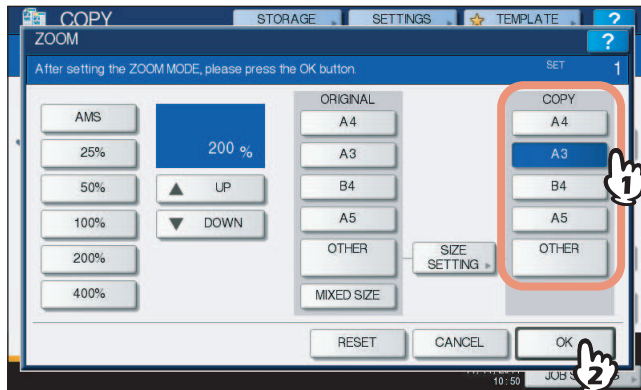 COPY STORAGE SETTINGS TEMPLATE ?
ZOOM ?
After setting the ZOOM MODE, please press the OK button. SET 1
ORIGINAL COPY
AMS A4 A4
25% 200 % A3 A3
50% UP B4 B4 1
100% DOWN A5 A5
200% OTHER SIZE SETTING OTHER
400% MIXED SIZE
RESET CANCEL OK
2
10:50 JOB